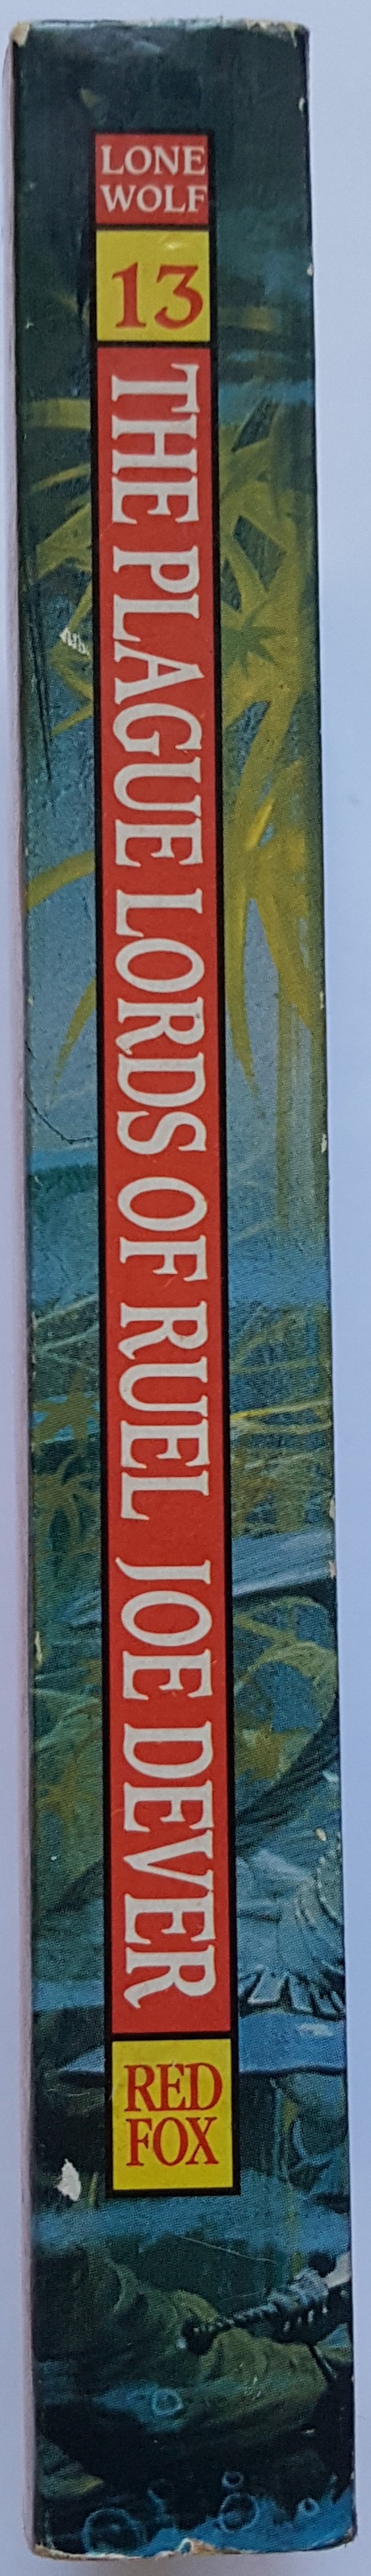 LONE
WOLF
13
THE PLAGUE LORDS OF RUEL JOE DEVER
RED
FOX